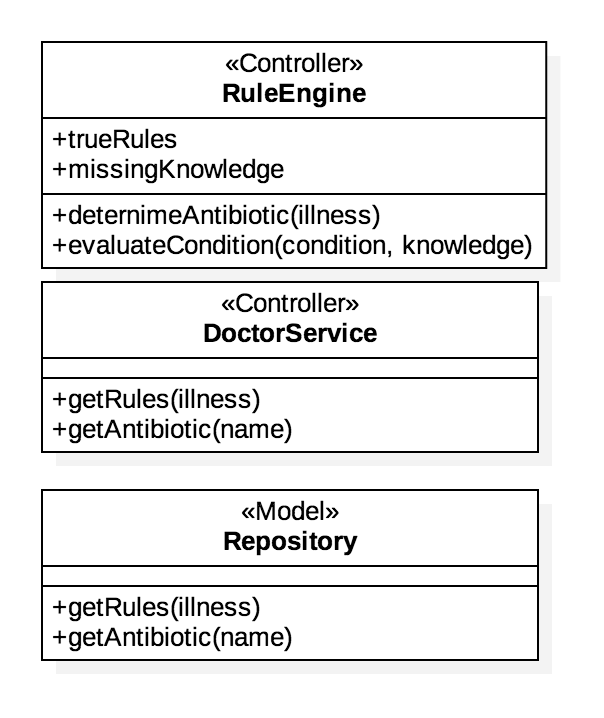 «Controller»
RuleEngine
+trueRules
+missingKnowledge
+deternimeAntibiotic(illness)
+evaluateCondition(condition, knowledge)
«Controller»
DoctorService
+getRules(illness)
+getAntibiotic(name)
«Model»
Repository
+getRules(illness)
+getAntibiotic(name)